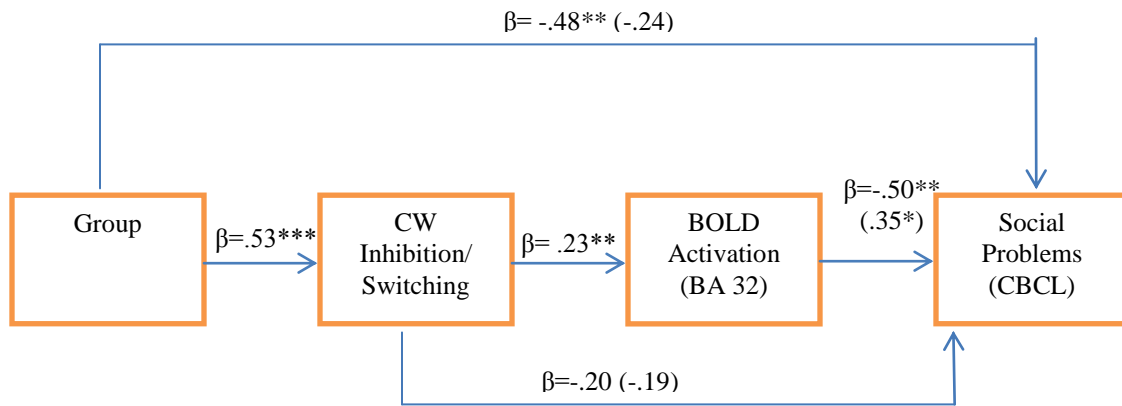 β= -.48** (-.24)
Group
β=.53***
CW
Inhibition/
Switching
β= .23**
BOLD
Activation
(BA 32)
β=-.50**
(.35*)
Social
Problems
(CBCL)
β=-.20 (-.19)